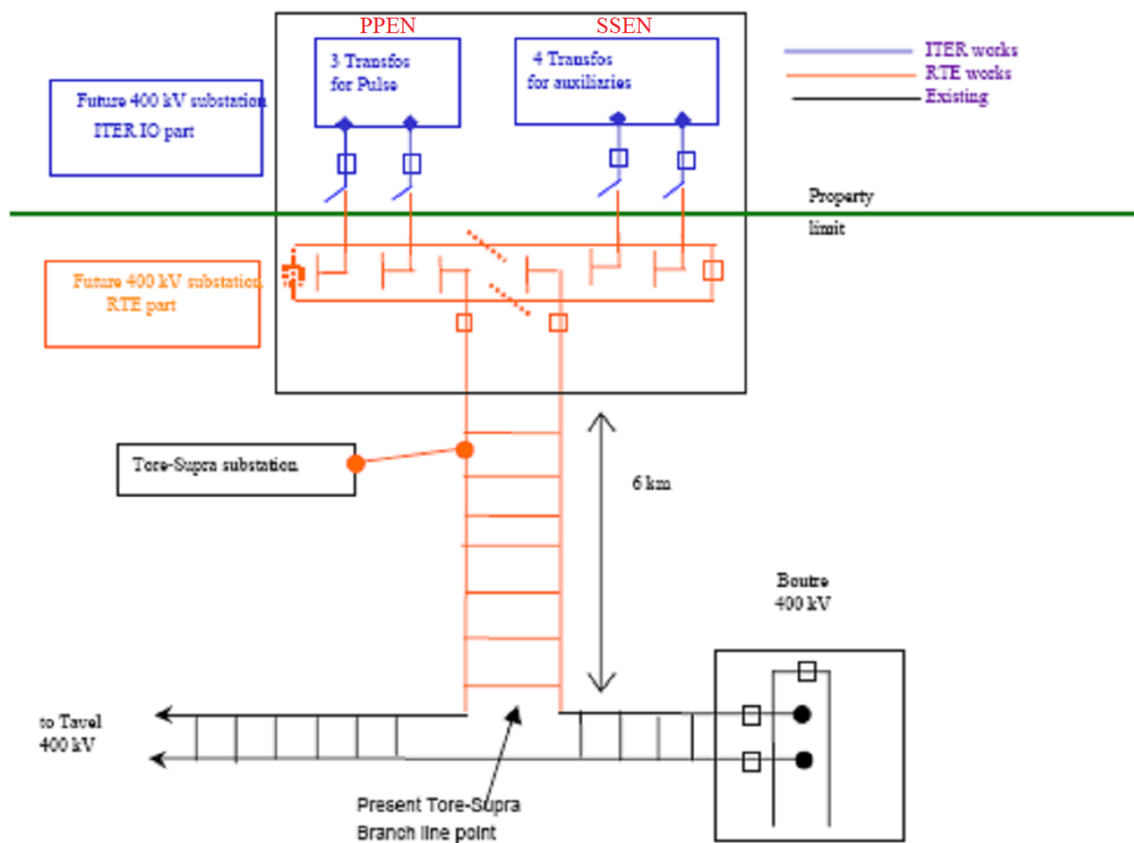 PPEN
SSEN
3 Transfos
for Pulse
4 Transfos
for auxiliaries
ITER works
RTE works
Existing
Future 400 kV substation
ITER IO part
Property
limit
Future 400 kV substation
RTE part
Tore-Supra substation
6 km
Boutre
400 kV
to Tavel
400 kV
Present Tore-Supra
Branch line point